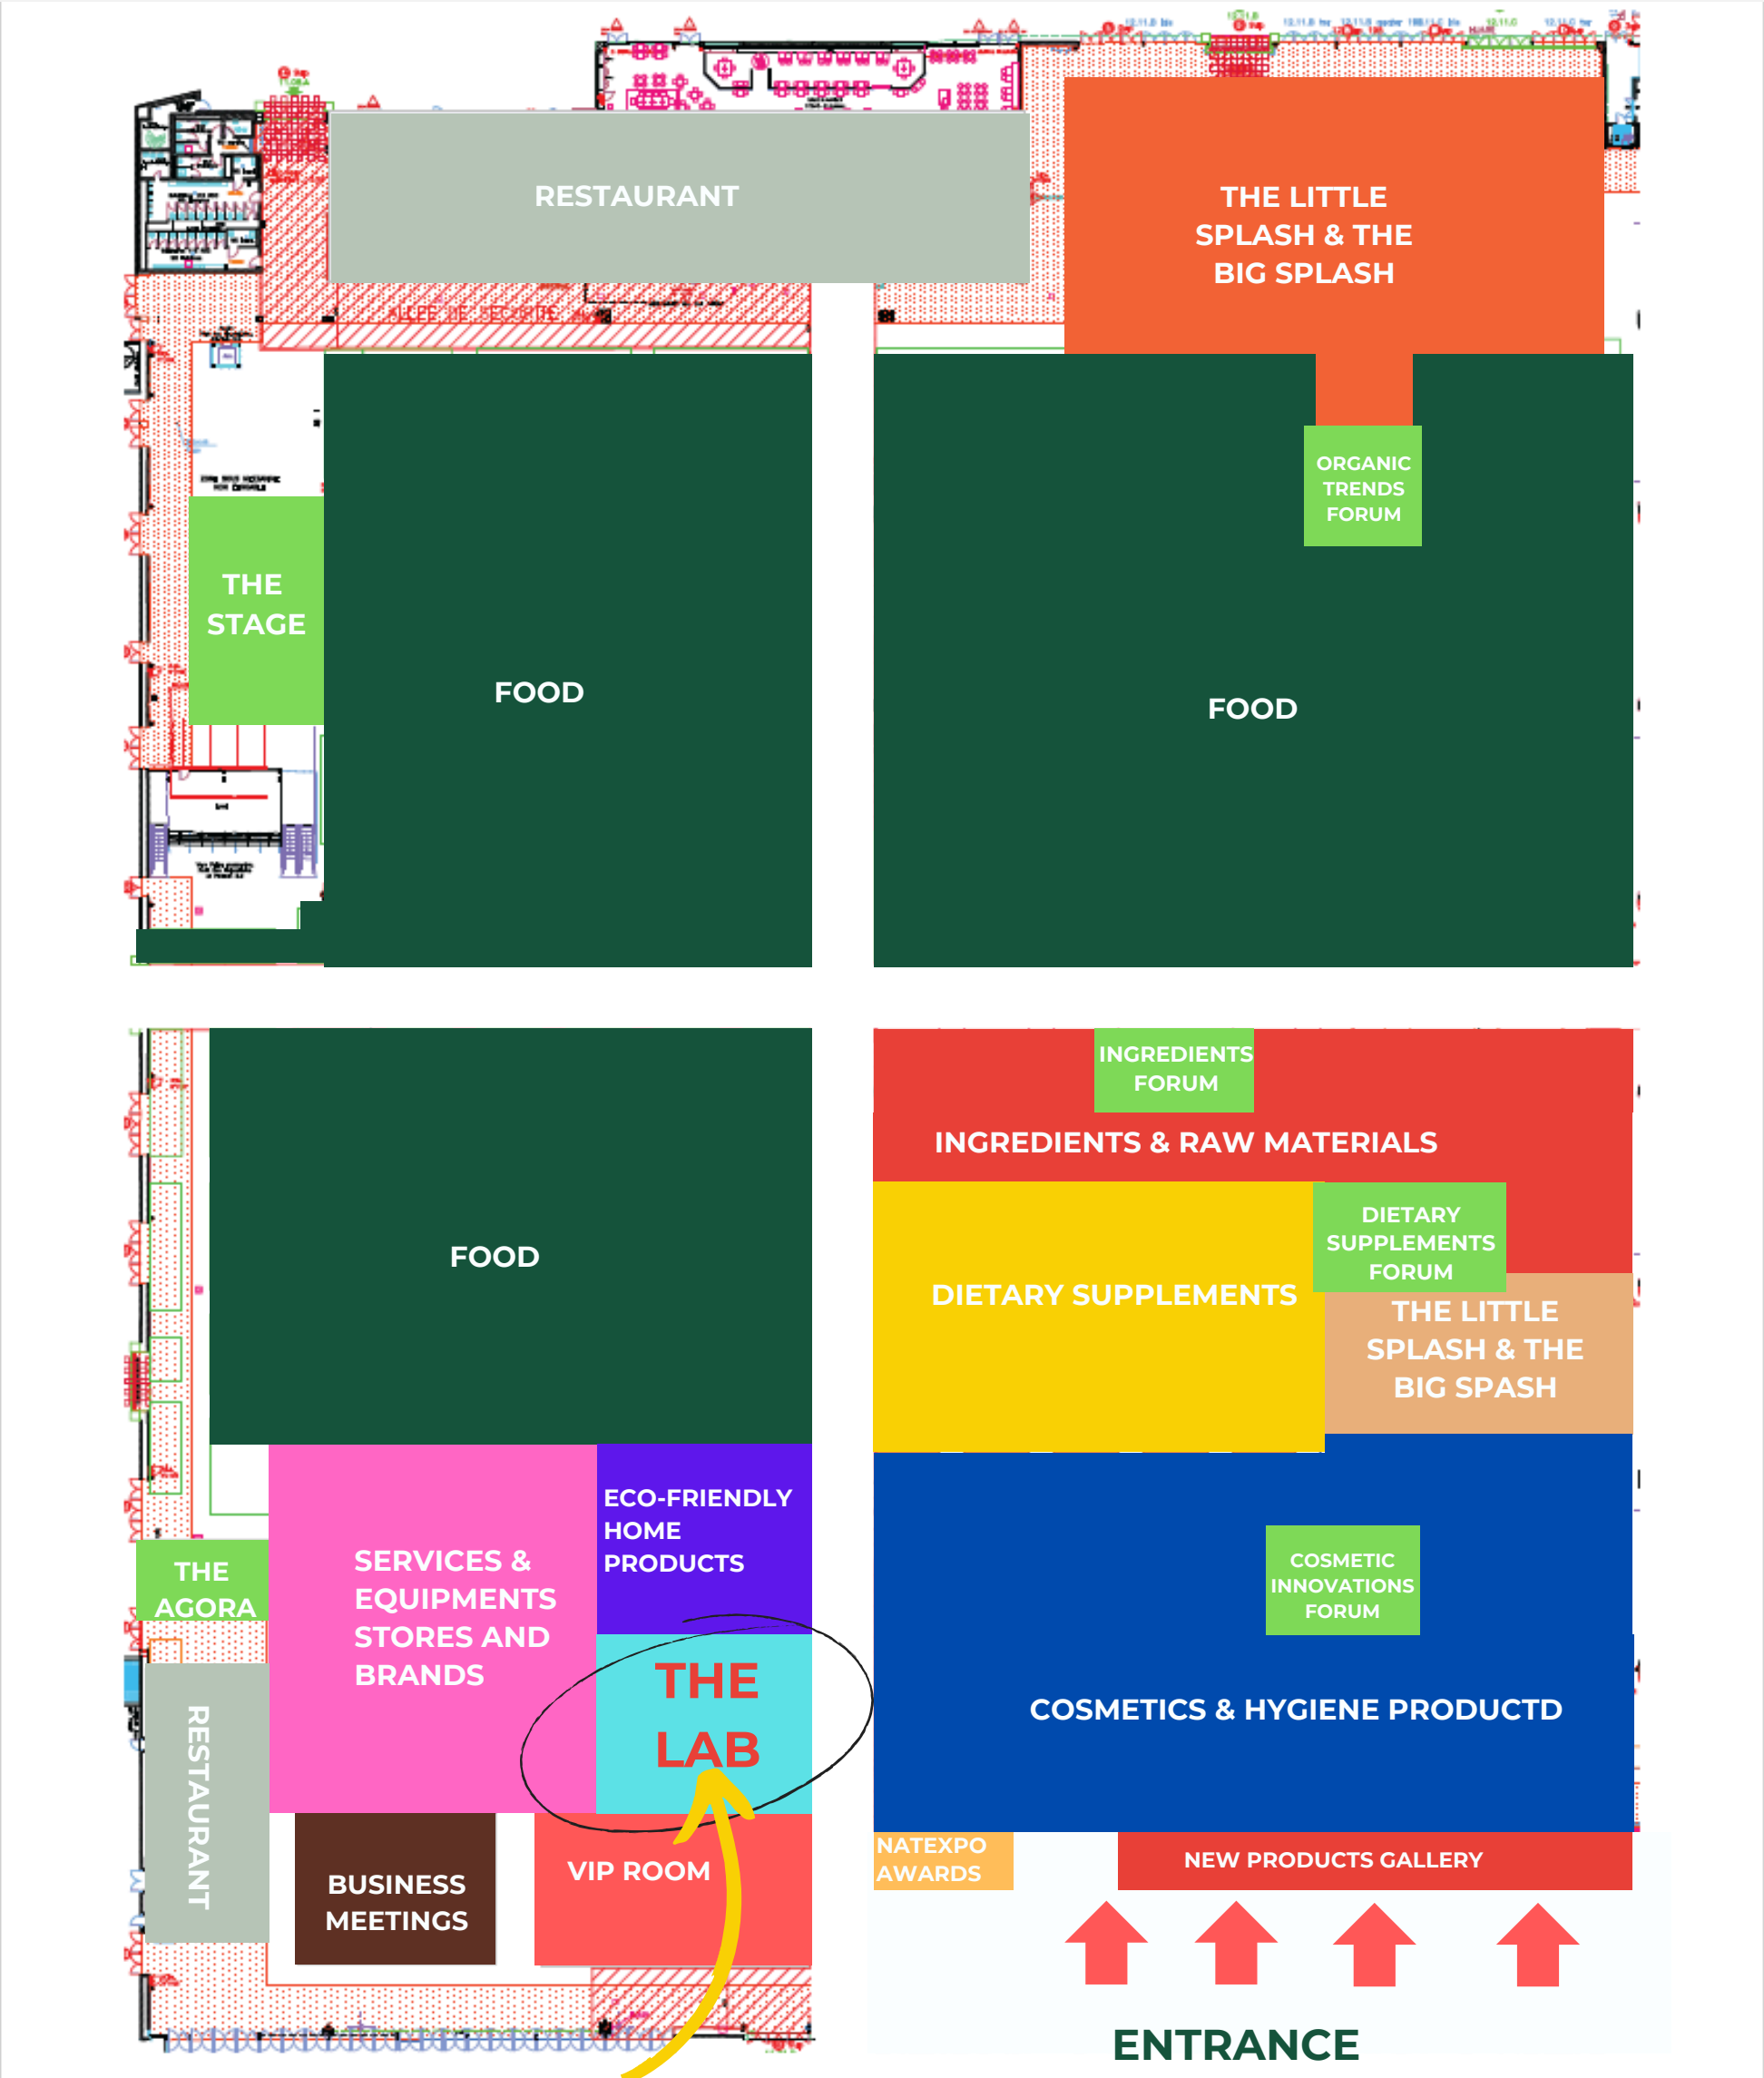 RESTAURANT
THE LITTLE
SPLASH & THE
BIG SPLASH
ALLEE DE SECURITE
ORGANIC
TRENDS
FORUM
THE
STAGE
FOOD
FOOD
INGREDIENTS
FORUM
INGREDIENTS & RAW MATERIALS
DIETARY
SUPPLEMENTS
FORUM
FOOD
DIETARY SUPPLEMENTS
THE LITTLE
SPLASH & THE
BIG SPASH
ECO-FRIENDLY
HOME
PRODUCTS
SERVICES &
EQUIPMENTS
STORES AND
BRANDS
THE
AGORA
COSMETIC
INNOVATIONS
FORUM
THE
LAB
COSMETICS & HYGIENE PRODUCTD
RESTAURANT
BUSINESS
MEETINGS
VIP ROOM
NATEXPO
AWARDS
NEW PRODUCTS GALLERY
ENTRANCE